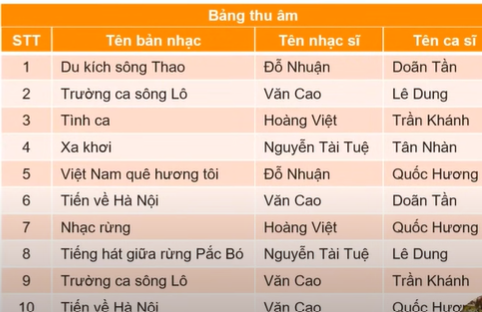 Bảng thu âm
STT Tên bản nhạc Tên nhạc sĩ Tên ca sĩ
1 Du kích sông Thao Đỗ Nhuận Doãn Tần
2 Trường ca sông Lô Văn Cao Lê Dung
3 Tình ca Hoàng Việt Trần Khánh
4 Xa khơi Nguyễn Tài Tuệ Tân Nhàn
5 Việt Nam quê hương tôi Đỗ Nhuận Quốc Hương
6 Tiến về Hà Nội Văn Cao Doãn Tần
7 Nhạc rừng Hoàng Việt Quốc Hương
8 Tiếng hát giữa rừng Pắc Bó Nguyễn Tài Tuệ Lê Dung
9 Trường ca sông Lô Văn Cao Trần Khánh
10 Tiến về Hà Nội Văn Cao Quốc